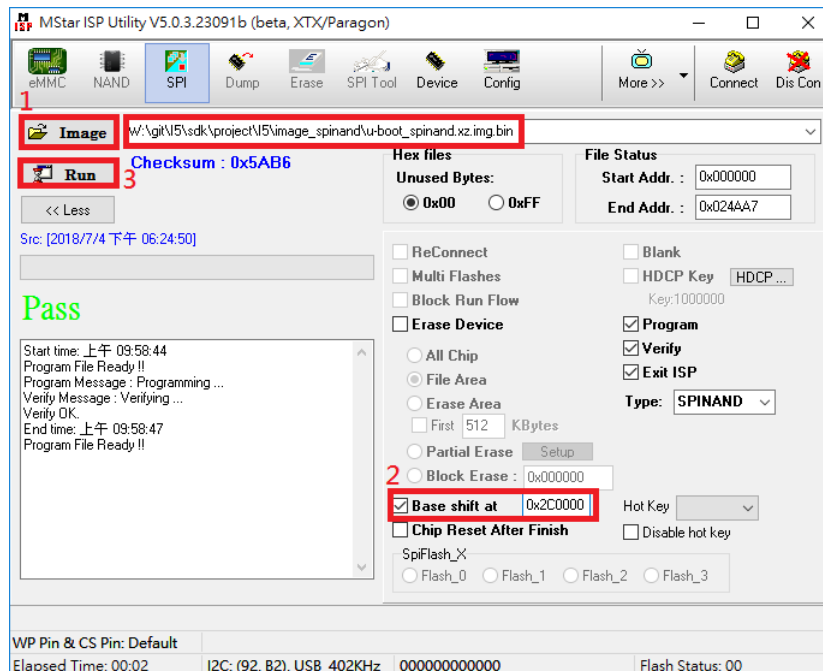 MStar ISP Utility V5.0.3.23091b (beta, XTX/Paragon)
eMMC NAND SPI Dump Erase SPI Tool Device Config More >> Connect Dis Con
1
Image W:\git\I5\sdk\project\I5\image_spinand\u-boot_spinand.xz.img.bin
Run 3 Checksum : 0x5AB6
<< Less
Src: [2018/7/4 下午 06:24:50]
Hex files
Unused Bytes:
0x00 0xFF
File Status
Start Addr. : 0x000000
End Addr. : 0x024AA7
Pass
Start time: 上午 09:58:44
Program File Ready !!
Program Message : Programming ...
Verify Message : Verifying ...
Verify OK.
End time: 上午 09:58:47
Program File Ready !!
ReConnect
Multi Flashes
Block Run Flow
Erase Device
All Chip
File Area
Erase Area
First 512 KBytes
Partial Erase Setup
2 Block Erase : 0x000000
Base shift at 0x2C0000
Chip Reset After Finish
Blank
HDCP Key HDCP ...
Key:1000000
Program
Verify
Exit ISP
Type: SPINAND
Hot Key
Disable hot key
SpiFlash_X
Flash_0 Flash_1 Flash_2 Flash_3
WP Pin & CS Pin: Default
Elapsed Time: 00:02 I2C: (92, B2), USB 402KHz 000000000000 Flash Status: 00